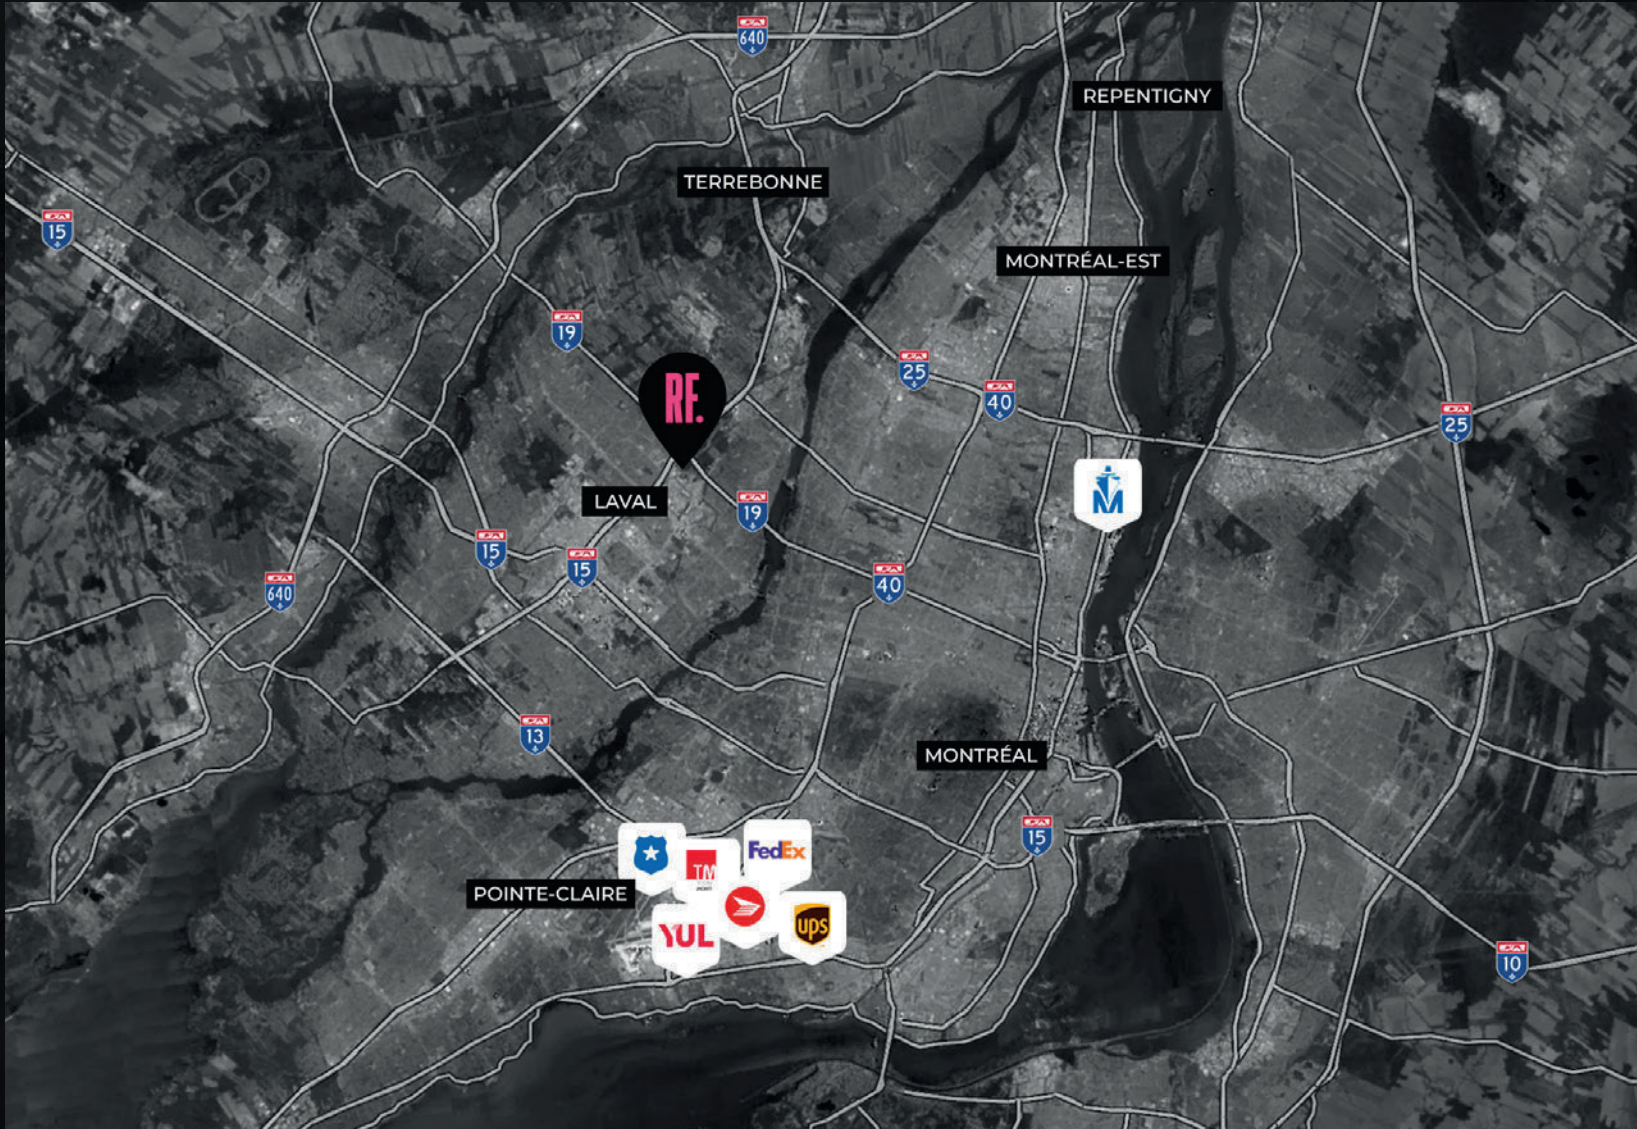 640
REPENTIGNY
TERREBONNE
15
MONTRÉAL-EST
19
25
40
RF.
25
LAVAL
19
M
15
15
40
640
13
MONTRÉAL
15
FedEx
TM
POINTE-CLAIRE
YUL
ups
10